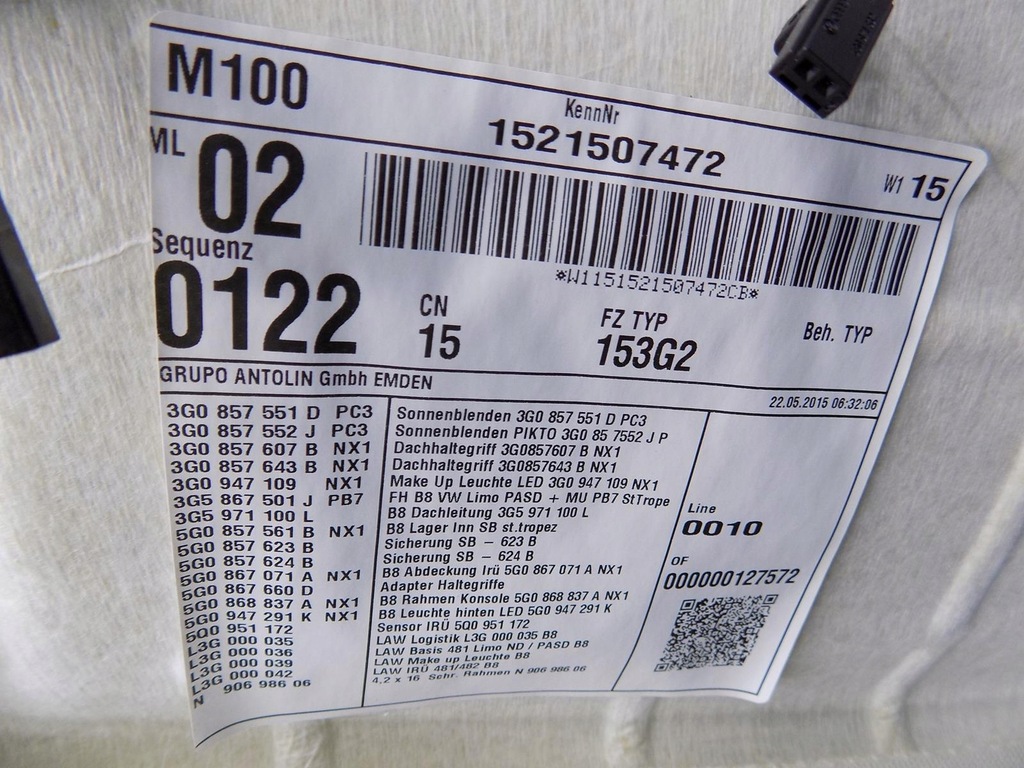 M100
KennNr
1521507472
W1 15
ML 02
*W1151521507472CB*
Sequenz
0122
CN
15
FZ TYP
153G2
Beh. TYP
GRUPO ANTOLIN Gmbh EMDEN
22.05.2015 06:32:06
3G0 857 551 D PC3
3G0 857 552 J PC3
3G0 857 607 B NX1
3G0 857 643 B NX1
3G0 947 109 NX1
3G5 867 501 J PB7
3G5 971 100 L
5G0 857 561 B NX1
5G0 857 623 B
5G0 857 624 B
5G0 867 071 A NX1
5G0 867 660 D
5G0 868 837 A NX1
5G0 947 291 K NX1
5Q0 951 172
L3G 000 035
L3G 000 036
L3G 000 039
L3G 000 042
N 906 986 06
Sonnenblenden 3G0 857 551 D PC3
Sonnenblenden PIKTO 3G0 85 7552 J P
Dachhaltegriff 3G0857607 B NX1
Dachhaltegriff 3G0857643 B NX1
Make Up Leuchte LED 3G0 947 109 NX1
FH B8 VW Limo PASD + MU PB7 StTrope
B8 Dachleitung 3G5 971 100 L
B8 Lager Inn SB st.tropez
Sicherung SB - 623 B
Sicherung SB - 624 B
B8 Abdeckung Irü 5G0 867 071 A NX1
Adapter Haltegriffe
B8 Rahmen Konsole 5G0 868 837 A NX1
B8 Leuchte hinten LED 5G0 947 291 K
Sensor IRÜ 5Q0 951 172
LAW Logistik L3G 000 035 B8
LAW Basis 481 Limo ND / PASD B8
LAW Make up Leuchte B8
LAW IRÜ 481/482 B8
4,2 x 16 Schr. Rahmen N 906 986 06
Line
0010
OF
000000127572